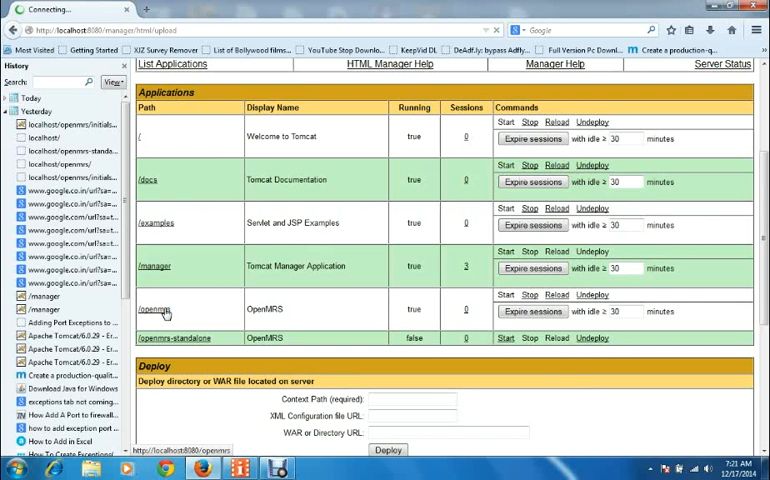 Connecting...
http://localhost:8080/manager/html/upload
Google
Most Visited Getting Started XJZ Survey Remover List of Bollywood films... YouTube Stop Downlo... KeepVid DL DeAdf.ly: bypass Adfly... Full Version Pc Downl... Create a production-q...
History
Search: View
Today
Yesterday
localhost/openmrs/initials...
localhost/
localhost/openmrs-standa...
localhost/openmrs/
localhost/openmrs/initials...
www.google.co.in/url?sa=...
www.google.co.in/url?sa=...
www.google.com/url?sa=t...
www.google.com/url?sa=t...
www.google.co.in/url?sa=...
www.google.co.in/url?sa=...
www.google.co.in/url?sa=...
www.google.co.in/url?sa=...
/manager
/manager
Adding Port Exceptions to ...
Apache Tomcat/6.0.29 - Er...
Apache Tomcat/6.0.29 - Er...
Apache Tomcat/6.0.29 - Er...
Create a production-qualit...
Download Java for Windows
exceptions tab not coming...
How Add A Port to firewall...
how to add exception port ...
How to Add in Excel
How To Create Exceptional...
List Applications HTML Manager Help Manager Help Server Status
Applications
Path Display Name Running Sessions Commands
/ Welcome to Tomcat true 0 Start Stop Reload Undeploy
Expire sessions with idle ≥ 30 minutes
/docs Tomcat Documentation true 0 Start Stop Reload Undeploy
Expire sessions with idle ≥ 30 minutes
/examples Servlet and JSP Examples true 0 Start Stop Reload Undeploy
Expire sessions with idle ≥ 30 minutes
/manager Tomcat Manager Application true 3 Start Stop Reload Undeploy
Expire sessions with idle ≥ 30 minutes
/openmrs OpenMRS true 0 Start Stop Reload Undeploy
Expire sessions with idle ≥ 30 minutes
/openmrs-standalone OpenMRS false 0 Start Stop Reload Undeploy
Deploy
Deploy directory or WAR file located on server
Context Path (required):
XML Configuration file URL:
WAR or Directory URL:
Deploy
http://localhost:8080/openmrs
7:21 AM
12/17/2014